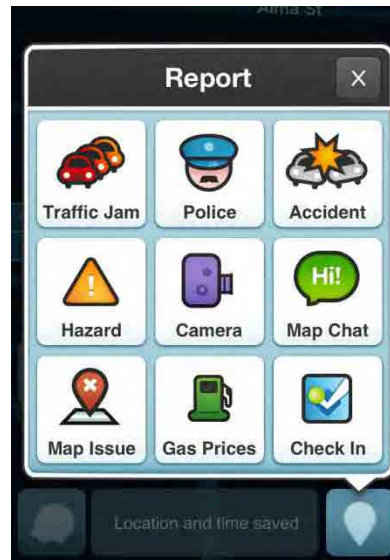 Alma St
Report
X
Traffic Jam
Police
Accident
Hazard
Hi!
Camera
Map Chat
Map Issue
Gas Prices
Check In
Location and time saved